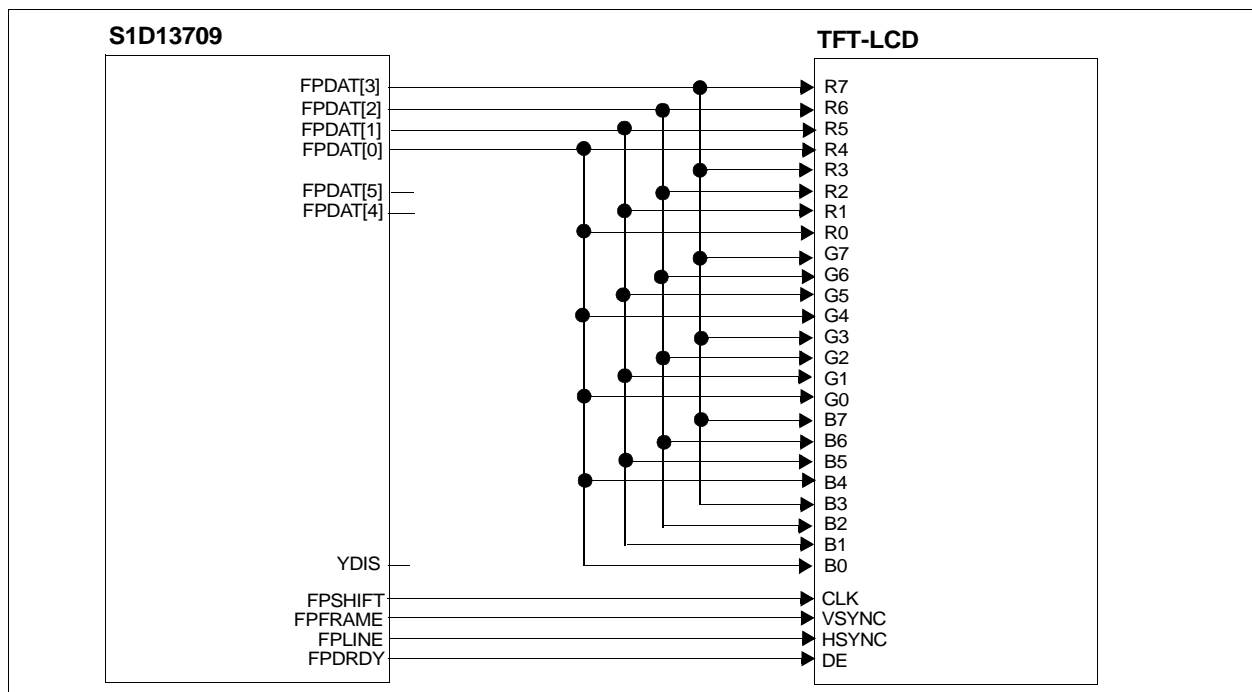 S1D13709
TFT-LCD
FPDAT[3]
FPDAT[2]
FPDAT[1]
FPDAT[0]
FPDAT[5]
FPDAT[4]
YDIS
FPSHIFT
FPFRAME
FPLINE
FPDRDY
R7
R6
R5
R4
R3
R2
R1
R0
G7
G6
G5
G4
G3
G2
G1
G0
B7
B6
B5
B4
B3
B2
B1
B0
CLK
VSYNC
HSYNC
DE